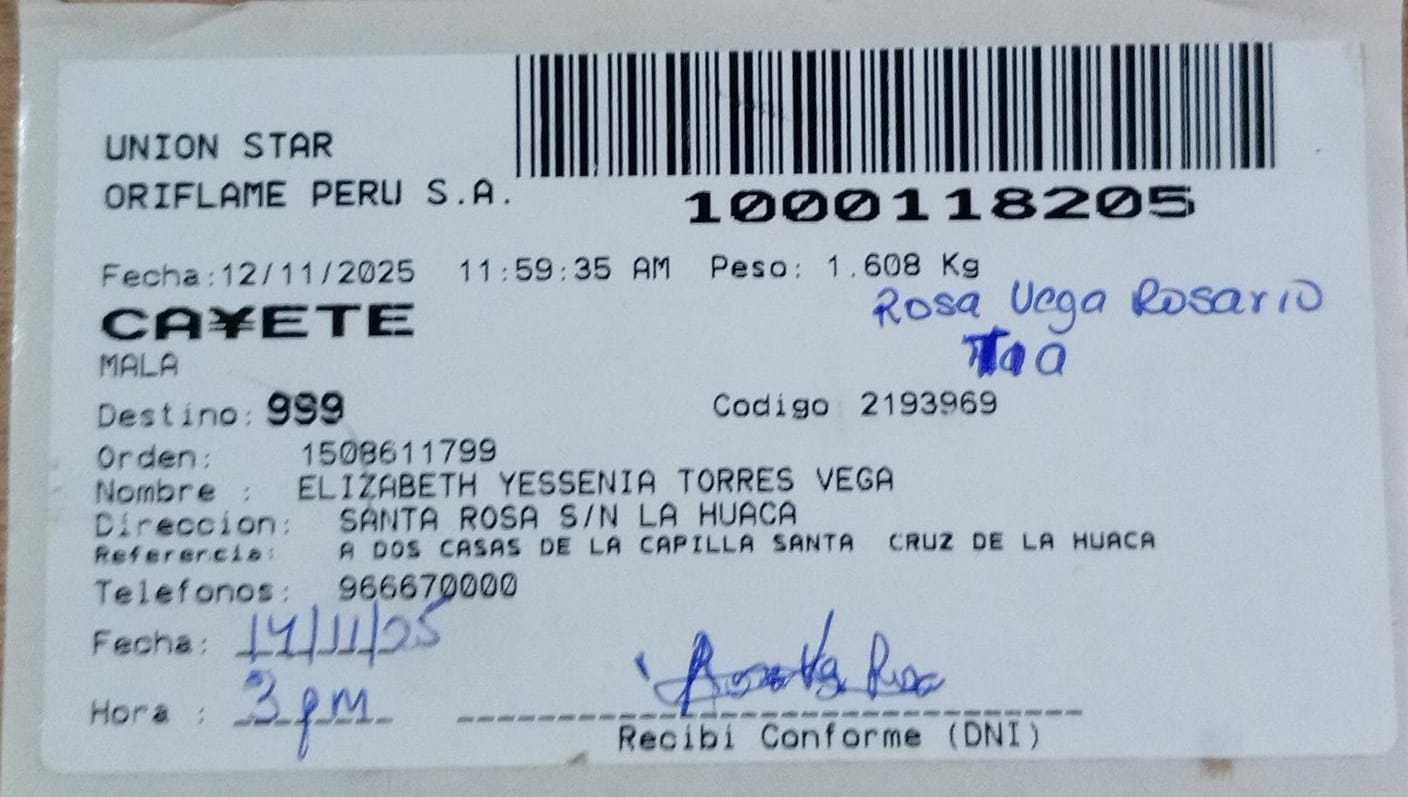 UNION STAR
ORIFLAME PERU S.A.
1000118205
Fecha:12/11/2025 11:59:35 AM Peso: 1.608 Kg
Rosa Vega Rosario
CA¥ETE
Tia
MALA
Destino: 999 Codigo 2193969
Orden: 1508611799
Nombre : ELIZABETH YESSENIA TORRES VEGA
Direccion: SANTA ROSA S/N LA HUACA
Referencia: A DOS CASAS DE LA CAPILLA SANTA CRUZ DE LA HUACA
Telefonos: 966670000
Fecha: 14/11/25
Hora : 3 pm
Recibi Conforme (DNI)